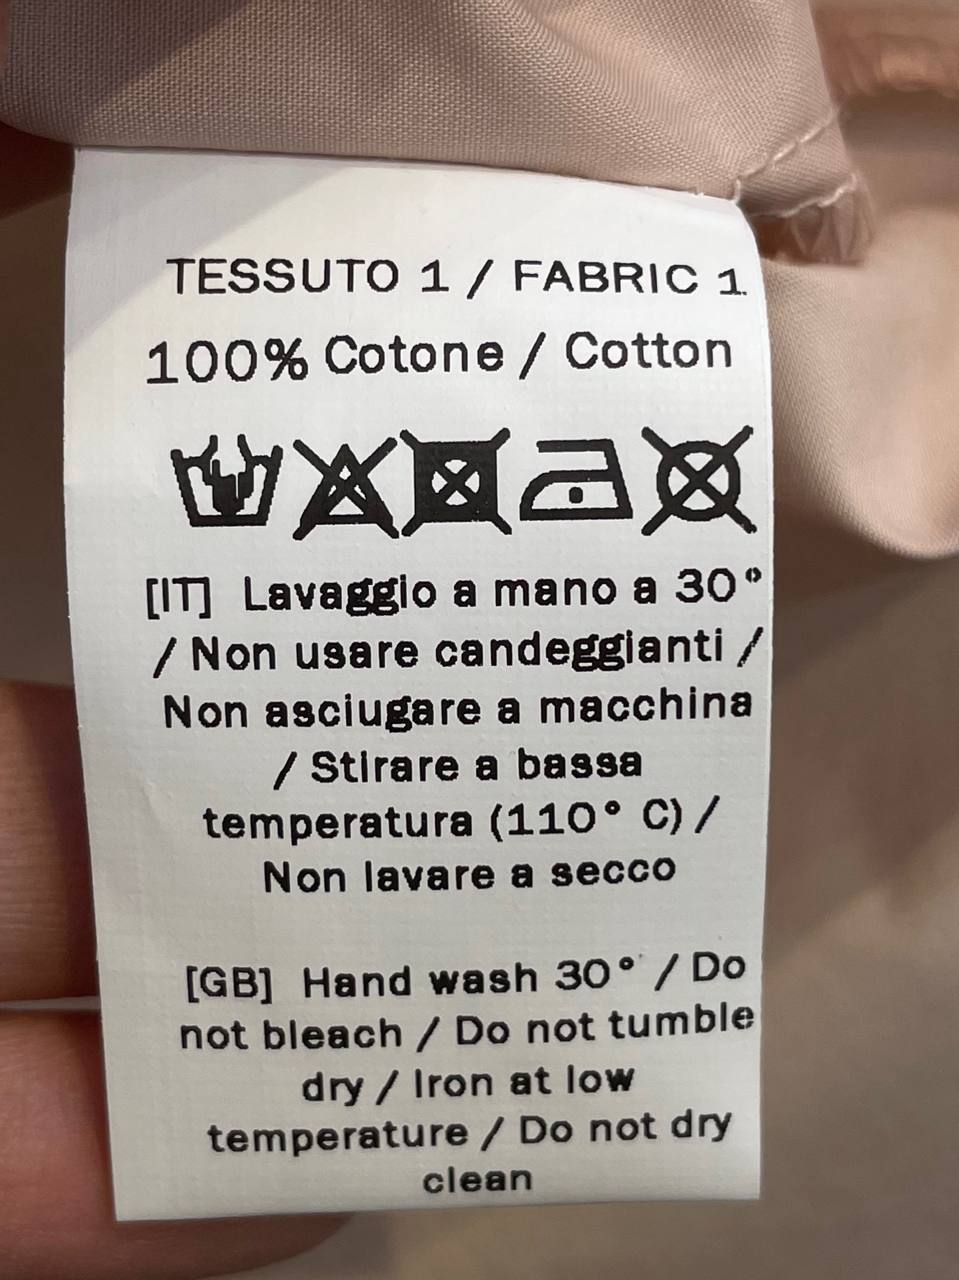 TESSUTO 1 / FABRIC 1
100% Cotone / Cotton
[IT] Lavaggio a mano a 30°
/ Non usare candeggianti /
Non asciugare a macchina
/ Stirare a bassa
temperatura (110° C) /
Non lavare a secco
[GB] Hand wash 30° / Do
not bleach / Do not tumble
dry / Iron at low
temperature / Do not dry
clean